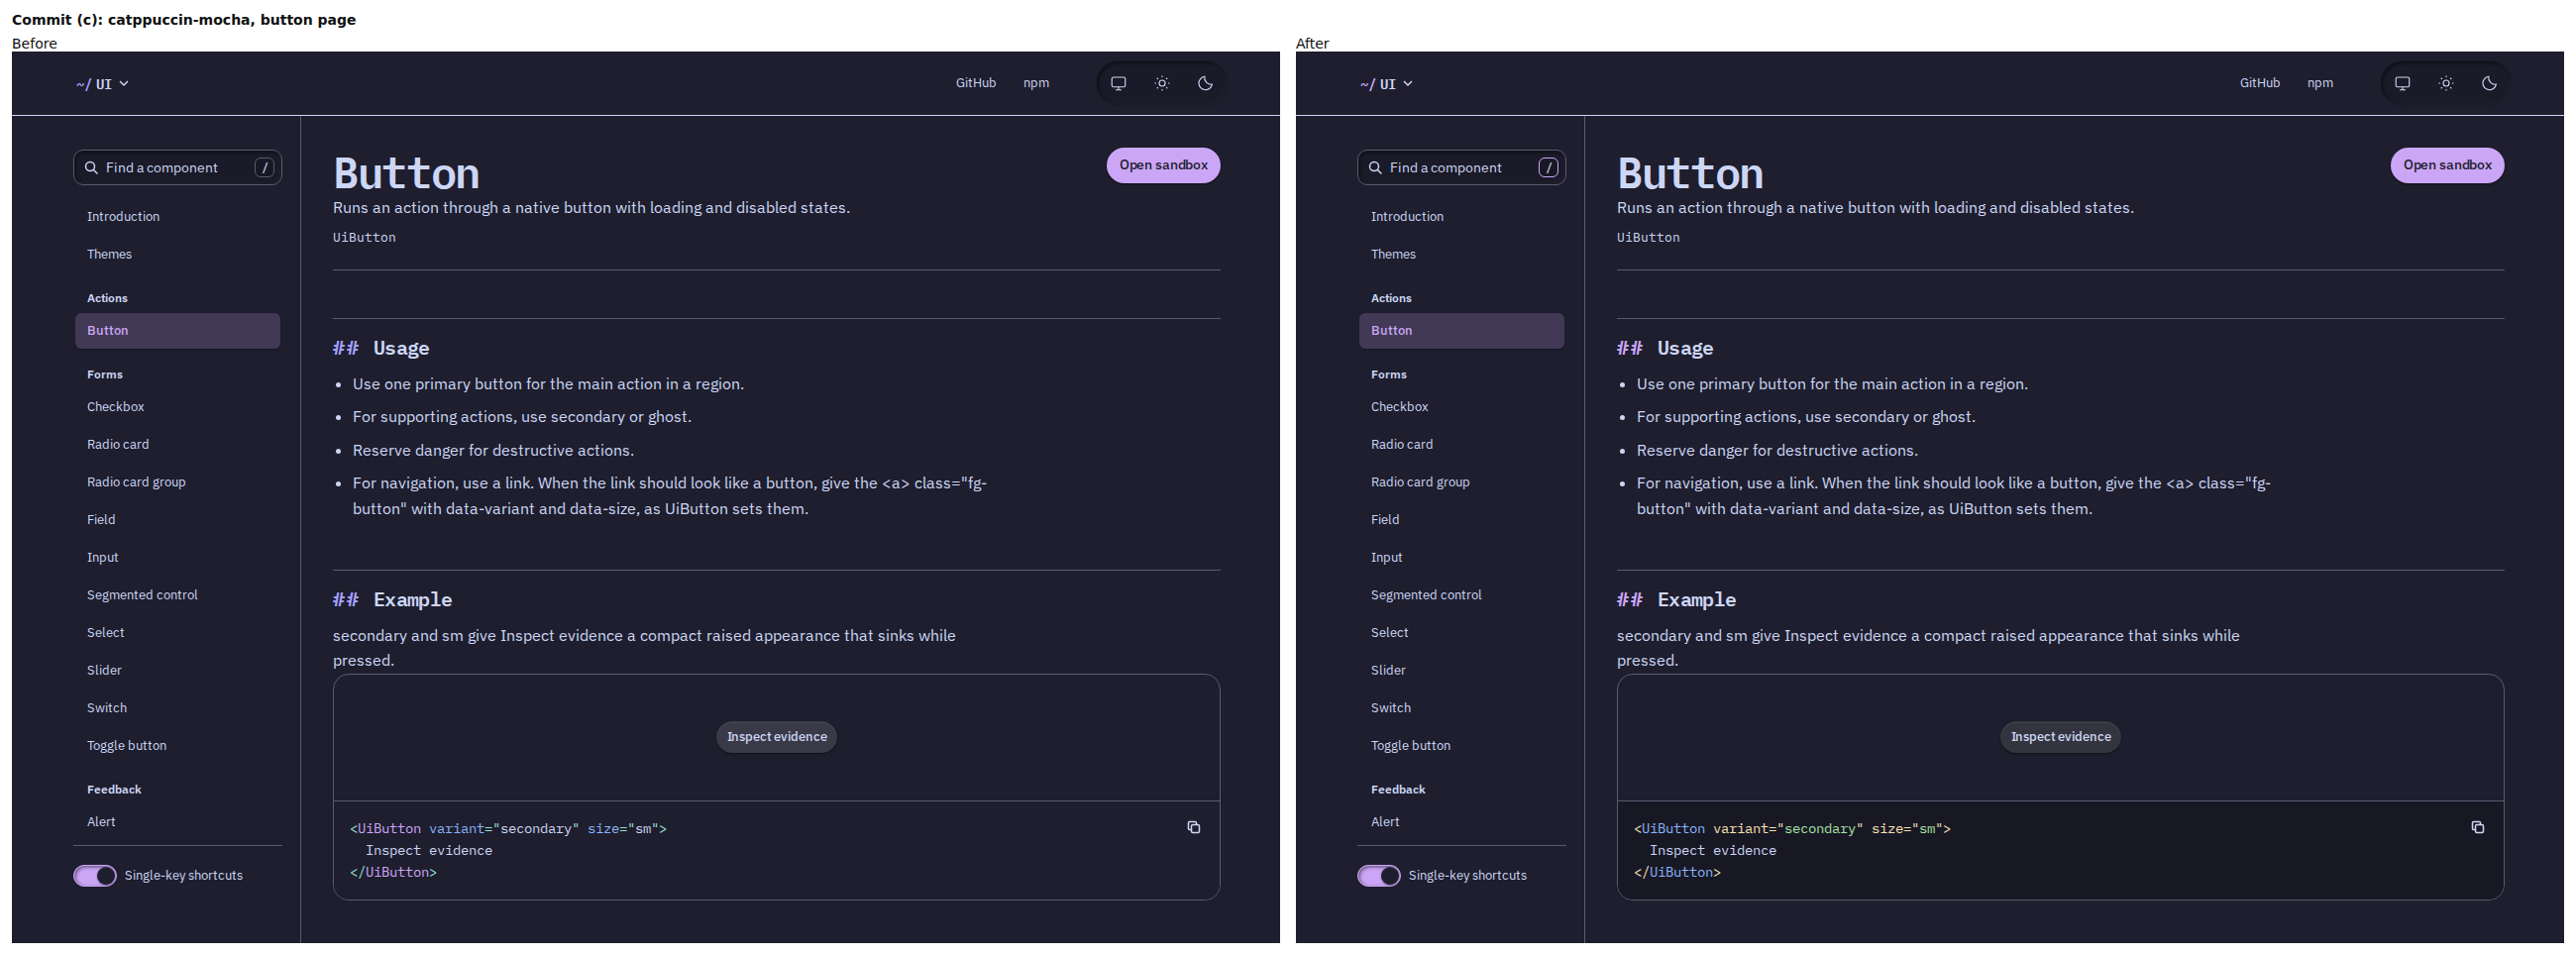 Commit (c): catppuccin-mocha, button page
Before
~/ UI
GitHub
npm
Find a component
/
Introduction
Themes
Actions
Button
Forms
Checkbox
Radio card
Radio card group
Field
Input
Segmented control
Select
Slider
Switch
Toggle button
Feedback
Alert
Single-key shortcuts
Button
Open sandbox
Runs an action through a native button with loading and disabled states.
UiButton
## Usage
• Use one primary button for the main action in a region.
• For supporting actions, use secondary or ghost.
• Reserve danger for destructive actions.
• For navigation, use a link. When the link should look like a button, give the <a> class="fg-
button" with data-variant and data-size, as UiButton sets them.
## Example
secondary and sm give Inspect evidence a compact raised appearance that sinks while
pressed.
Inspect evidence
<UiButton variant="secondary" size="sm">
Inspect evidence
</UiButton>
After
~/ UI
GitHub
npm
Find a component
/
Introduction
Themes
Actions
Button
Forms
Checkbox
Radio card
Radio card group
Field
Input
Segmented control
Select
Slider
Switch
Toggle button
Feedback
Alert
Single-key shortcuts
Button
Open sandbox
Runs an action through a native button with loading and disabled states.
UiButton
## Usage
• Use one primary button for the main action in a region.
• For supporting actions, use secondary or ghost.
• Reserve danger for destructive actions.
• For navigation, use a link. When the link should look like a button, give the <a> class="fg-
button" with data-variant and data-size, as UiButton sets them.
## Example
secondary and sm give Inspect evidence a compact raised appearance that sinks while
pressed.
Inspect evidence
<UiButton variant="secondary" size="sm">
Inspect evidence
</UiButton>